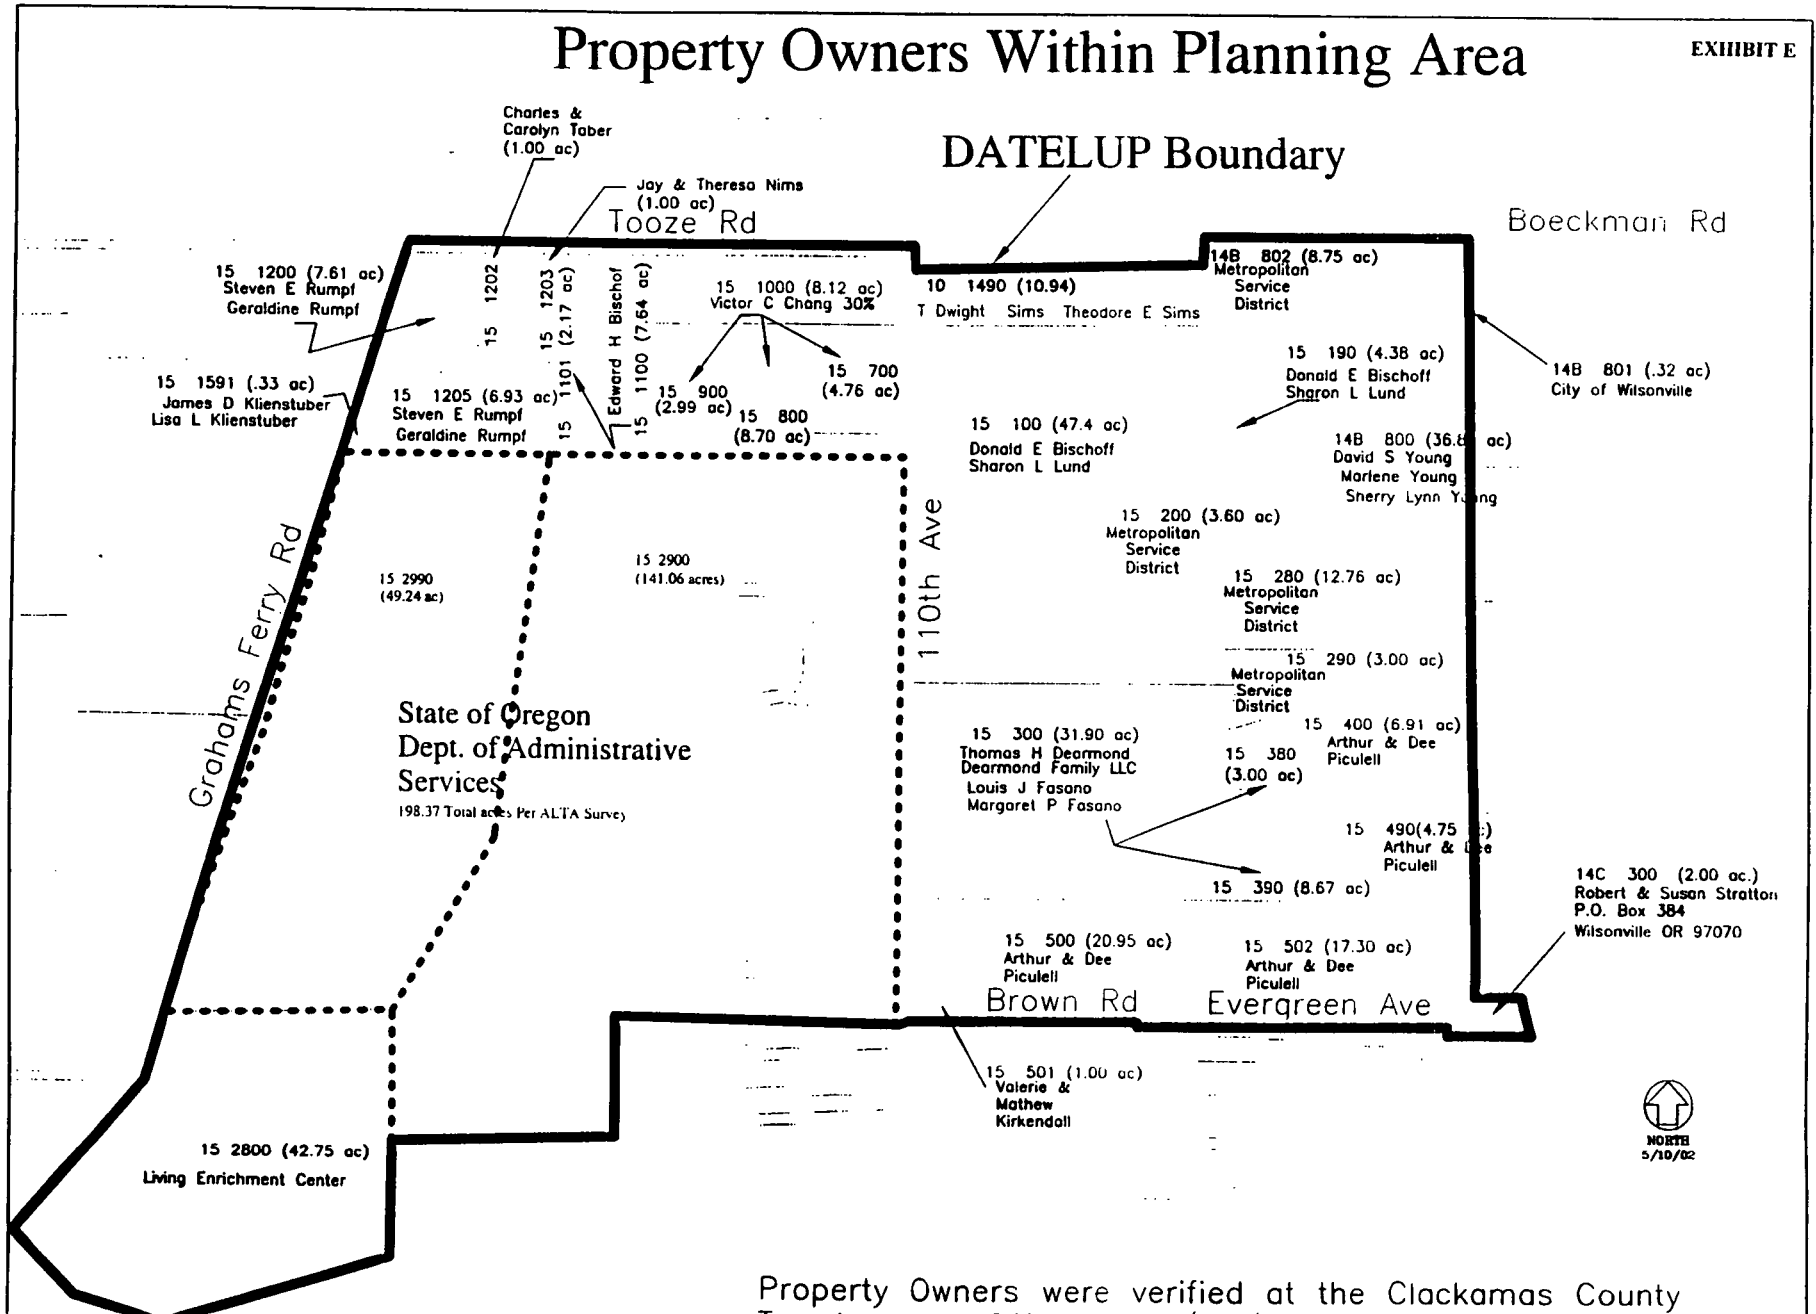 Property Owners Within Planning Area
EXHIBIT E
DATELUP Boundary
Charles &
Carolyn Taber
(1.00 ac)
Jay & Theresa Nims
(1.00 ac)
Tooze Rd
Boeckman Rd
15 1200 (7.61 ac)
Steven E Rumpf
Geraldine Rumpf
15 1202
15 1203
15 1101 (2.17 ac)
Edward H Bischof
15 1100 (7.64 ac)
15 1000 (8.12 ac)
Victor C Chang 30%
10 1490 (10.94)
T Dwight Sims Theodore E Sims
14B 802 (8.75 ac)
Metropolitan
Service
District
15 1591 (.33 ac)
James D Klienstuber
Lisa L Klienstuber
15 1205 (6.93 ac)
Steven E Rumpf
Geraldine Rumpf
15 900
(2.99 ac)
15 800
(8.70 ac)
15 700
(4.76 ac)
15 190 (4.38 ac)
Donald E Bischoff
Sharon L Lund
14B 801 (.32 ac)
City of Wilsonville
15 100 (47.4 ac)
Donald E Bischoff
Sharon L Lund
14B 800 (36.8 ac)
David S Young
Marlene Young
Sherry Lynn Young
15 200 (3.60 ac)
Metropolitan
Service
District
15 280 (12.76 ac)
Metropolitan
Service
District
15 2990
(49.24 ac)
15 2900
(141.06 acres)
110th Ave
Grahams Ferry Rd
15 290 (3.00 ac)
Metropolitan
Service
District
State of Oregon
Dept. of Administrative
Services
198.37 Total acres Per ALTA Survey
15 300 (31.90 ac)
Thomas H Dearmond
Dearmond Family LLC
Louis J Fasano
Margaret P Fasano
15 380
(3.00 ac)
15 400 (6.91 ac)
Arthur & Dee
Piculell
15 490(4.75 ac)
Arthur & Dee
Piculell
15 390 (8.67 ac)
14C 300 (2.00 ac.)
Robert & Susan Stratton
P.O. Box 384
Wilsonville OR 97070
15 500 (20.95 ac)
Arthur & Dee
Piculell
15 502 (17.30 ac)
Arthur & Dee
Piculell
Brown Rd
Evergreen Ave
15 501 (1.00 ac)
Valerie &
Mathew
Kirkendall
15 2800 (42.75 ac)
Living Enrichment Center
NORTH
5/10/02
Property Owners were verified at the Clackamas County